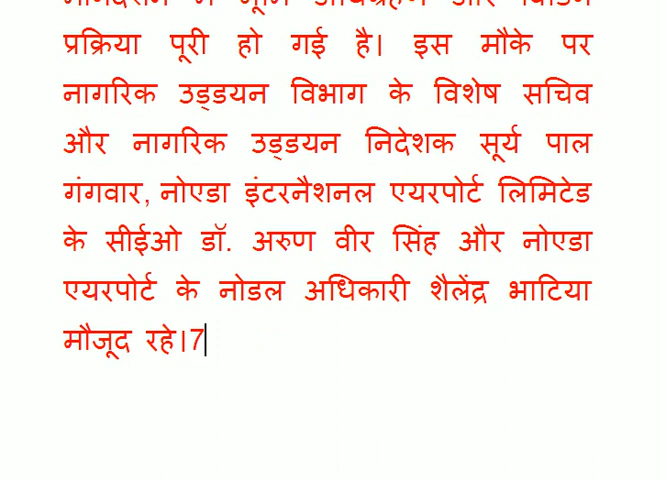 प्रक्रिया पूरी हो गई है। इस मौके पर
नागरिक उड्डयन विभाग के विशेष सचिव
और नागरिक उड्डयन निदेशक सूर्य पाल
गंगवार, नोएडा इंटरनैशनल एयरपोर्ट लिमिटेड
के सीईओ डॉ. अरुण वीर सिंह और नोएडा
एयरपोर्ट के नोडल अधिकारी शैलेंद्र भाटिया
मौजूद रहे।7